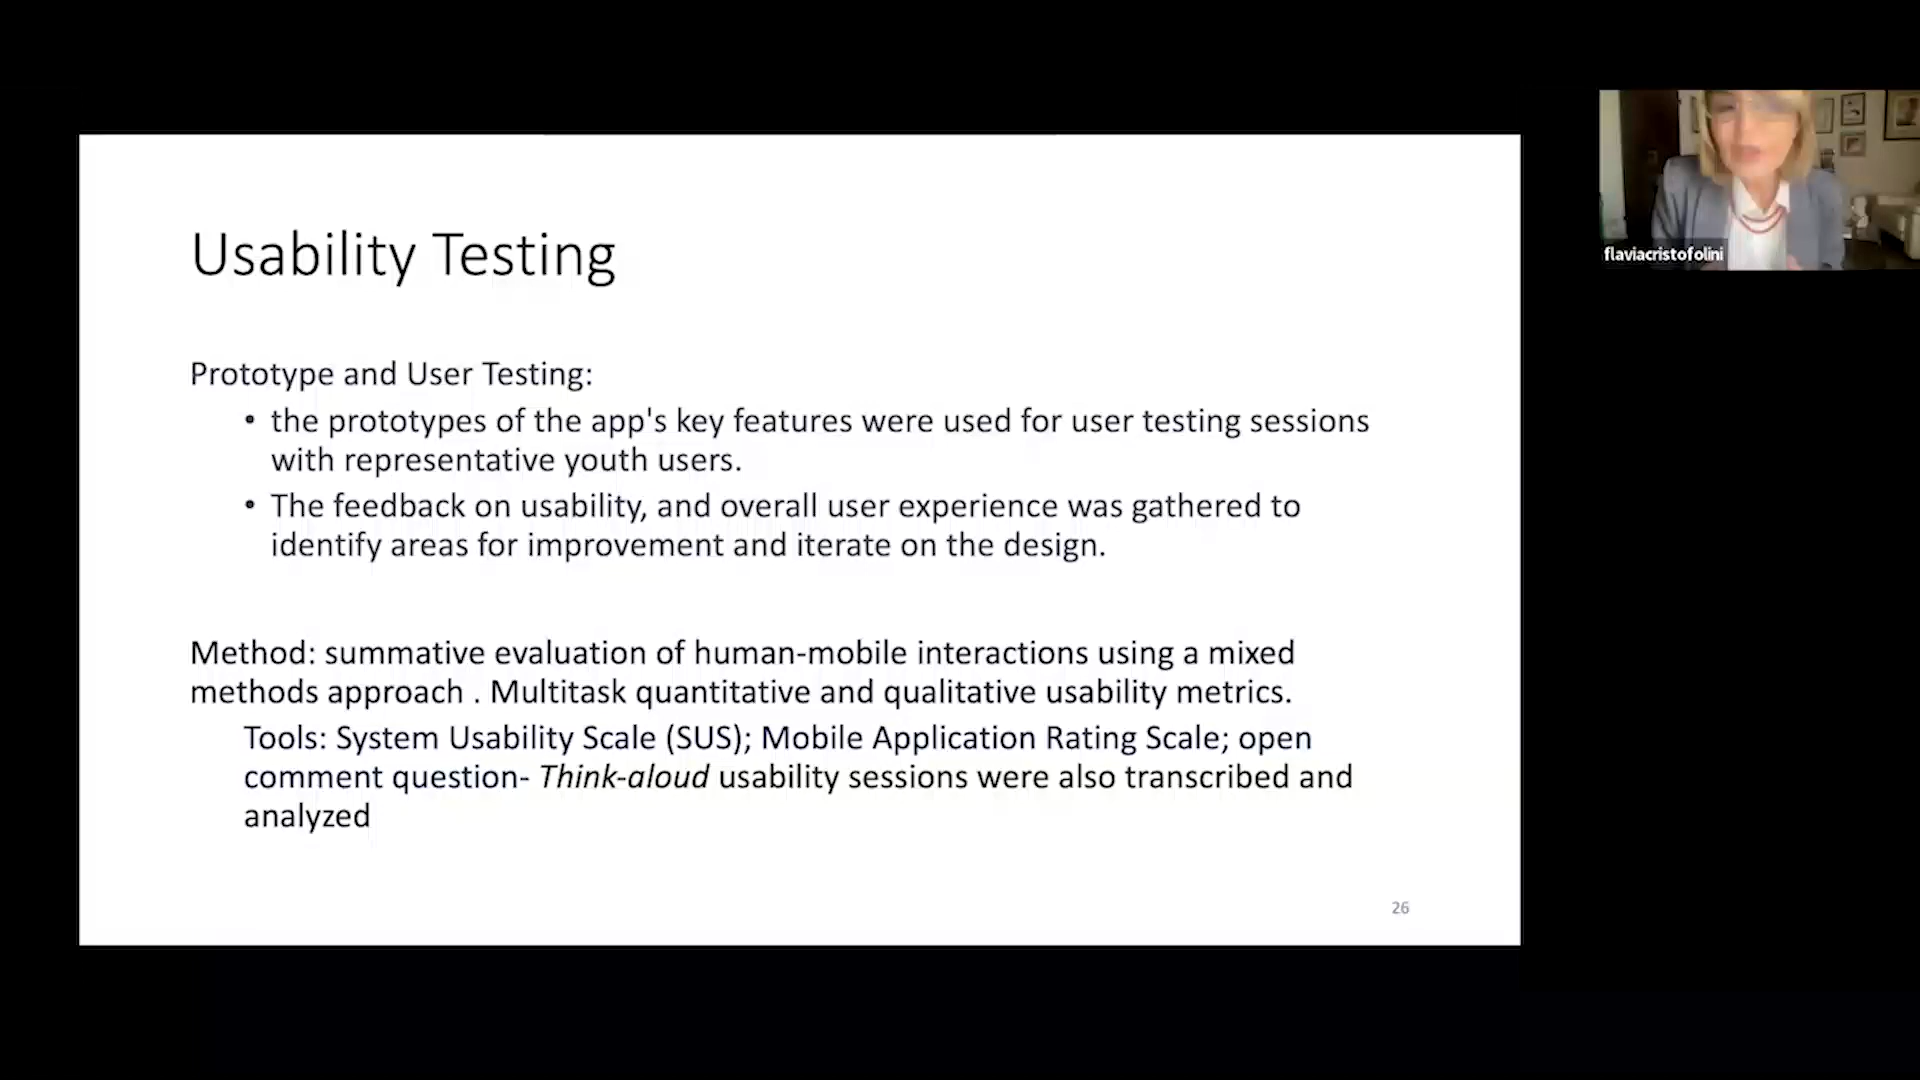 Usability Testing
Prototype and User Testing:
• the prototypes of the app's key features were used for user testing sessions
with representative youth users.
• The feedback on usability, and overall user experience was gathered to
identify areas for improvement and iterate on the design.
Method: summative evaluation of human-mobile interactions using a mixed
methods approach . Multitask quantitative and qualitative usability metrics.
Tools: System Usability Scale (SUS); Mobile Application Rating Scale; open
comment question- Think-aloud usability sessions were also transcribed and
analyzed
26
flaviacristofolini